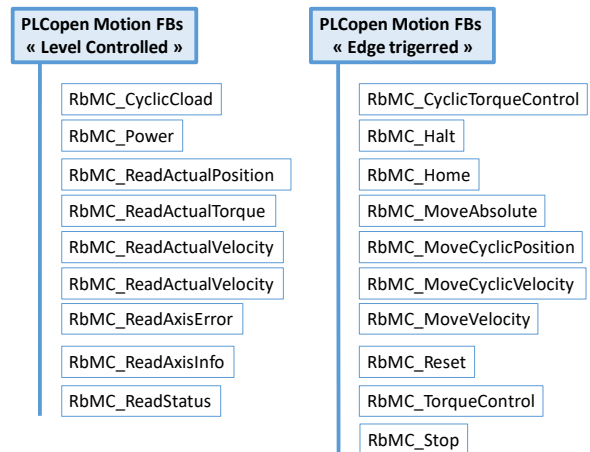 PLCopen Motion FBs
« Level Controlled »
RbMC_CyclicCload
RbMC_Power
RbMC_ReadActualPosition
RbMC_ReadActualTorque
RbMC_ReadActualVelocity
RbMC_ReadActualVelocity
RbMC_ReadAxisError
RbMC_ReadAxisInfo
RbMC_ReadStatus
PLCopen Motion FBs
« Edge trigerred »
RbMC_CyclicTorqueControl
RbMC_Halt
RbMC_Home
RbMC_MoveAbsolute
RbMC_MoveCyclicPosition
RbMC_MoveCyclicVelocity
RbMC_MoveVelocity
RbMC_Reset
RbMC_TorqueControl
RbMC_Stop